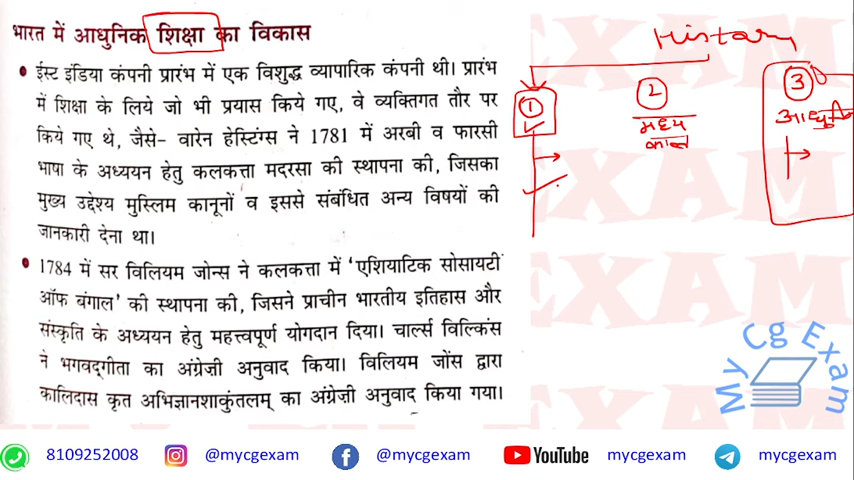 भारत में आधुनिक शिक्षा का विकास
• ईस्ट इंडिया कंपनी प्रारंभ में एक विशुद्ध व्यापारिक कंपनी थी। प्रारंभ
में शिक्षा के लिये जो भी प्रयास किये गए, वे व्यक्तिगत तौर पर
किये गए थे, जैसे- वारेन हेस्टिंग्स ने 1781 में अरबी व फारसी
भाषा के अध्ययन हेतु कलकत्ता मदरसा की स्थापना की, जिसका
मुख्य उद्देश्य मुस्लिम कानूनों व इससे संबंधित अन्य विषयों की
जानकारी देना था।
• 1784 में सर विलियम जोन्स ने कलकत्ता में 'एशियाटिक सोसायटी
ऑफ बंगाल' की स्थापना की, जिसने प्राचीन भारतीय इतिहास और
संस्कृति के अध्ययन हेतु महत्त्वपूर्ण योगदान दिया। चार्ल्स विल्किंस
ने भगवद्गीता का अंग्रेज़ी अनुवाद किया। विलियम जोंस द्वारा
कालिदास कृत अभिज्ञानशाकुंतलम् का अंग्रेज़ी अनुवाद किया गया।
History
1
2
मध्य
काल
3
My Cg Exam
EXAM
8109252008 @mycgexam @mycgexam YouTube mycgexam mycgexam